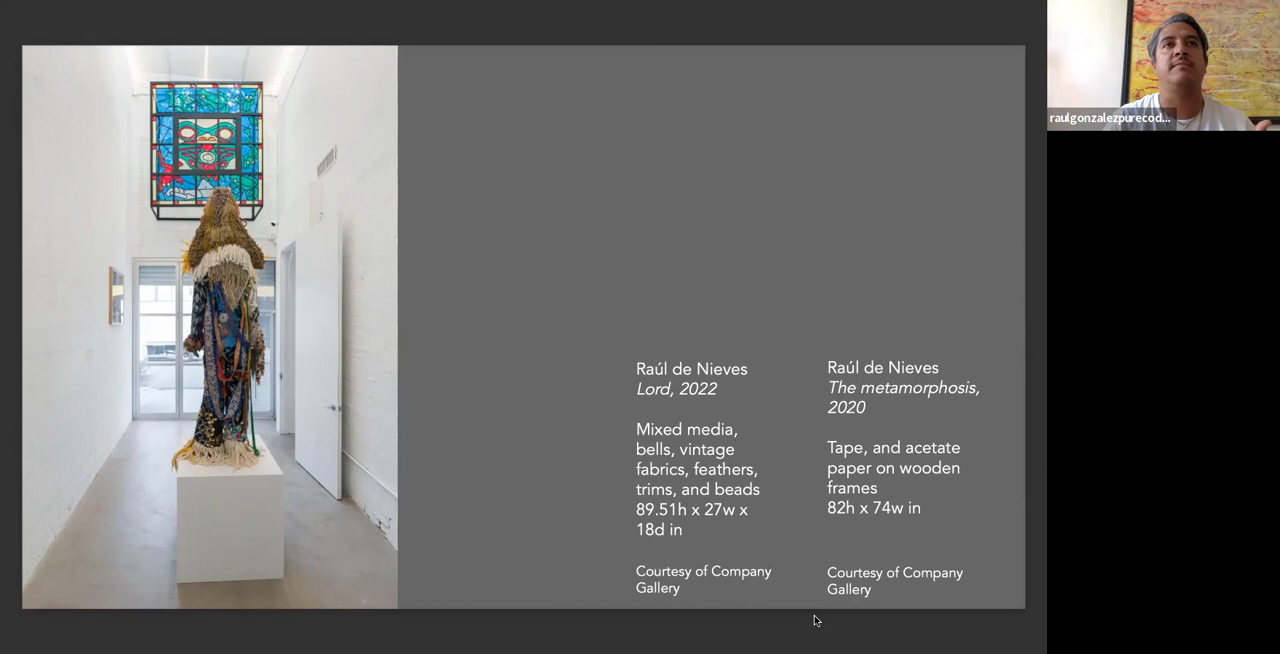 raulgonzalezpurecod...
Raúl de Nieves
Lord, 2022
Mixed media,
bells, vintage
fabrics, feathers,
trims, and beads
89.51h x 27w x
18d in
Courtesy of Company
Gallery
Raúl de Nieves
The metamorphosis,
2020
Tape, and acetate
paper on wooden
frames
82h x 74w in
Courtesy of Company
Gallery